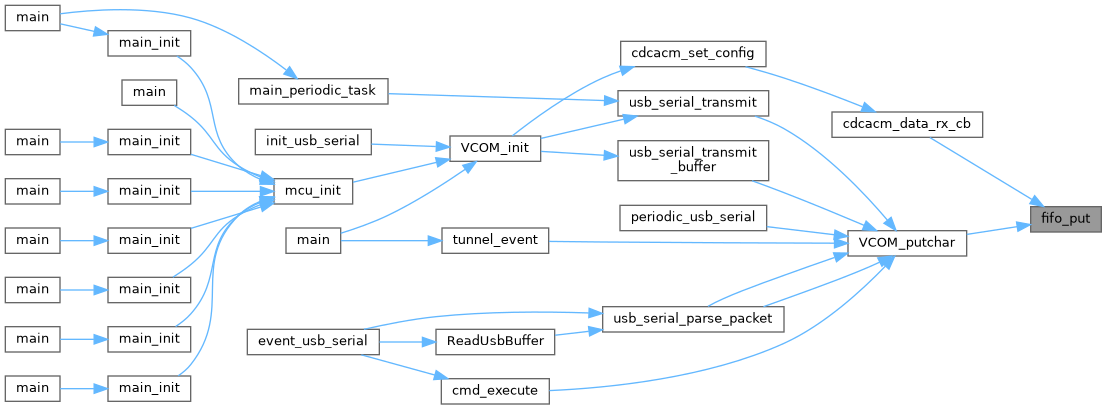 main
main_init
main
main
main_init
main
main_init
main
main_init
main
main_init
main
main_init
main
main_init
main_periodic_task
init_usb_serial
mcu_init
main
event_usb_serial
VCOM_init
tunnel_event
ReadUsbBuffer
cmd_execute
cdcacm_set_config
usb_serial_transmit
usb_serial_transmit
_buffer
periodic_usb_serial
usb_serial_parse_packet
cdcacm_data_rx_cb
VCOM_putchar
fifo_put